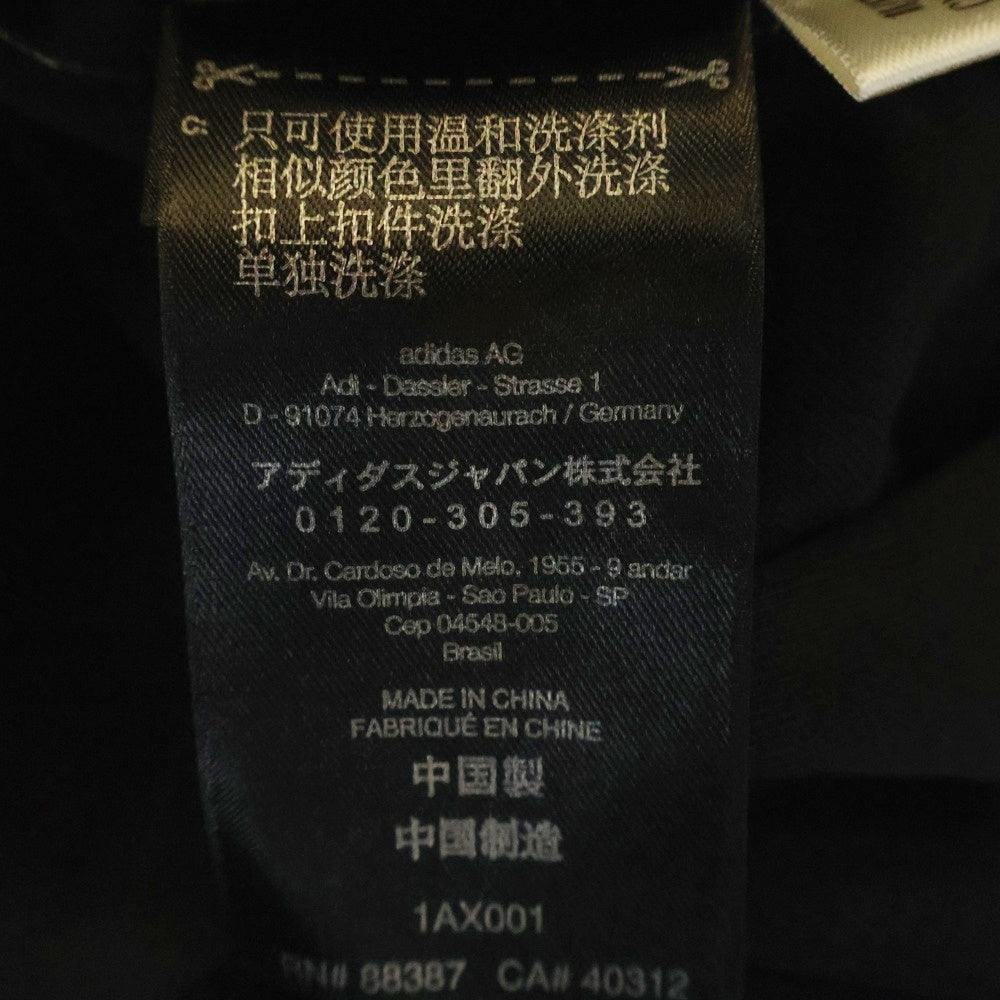 只可使用温和洗涤剂
相似颜色里翻外洗涤
扣上扣件洗涤
单独洗涤
adidas AG
Adi - Dassler - Strasse 1
D - 91074 Herzogenaurach / Germany
アディダスジャパン株式会社
0120-305-393
Av. Dr. Cardoso de Melo, 1955 - 9 andar
Vila Olimpia - Sao Paulo - SP
Cep 04548-005
Brasil
MADE IN CHINA
FABRIQUÉ EN CHINE
中国製
中国制造
1AX001
RN# 88387 CA# 40312